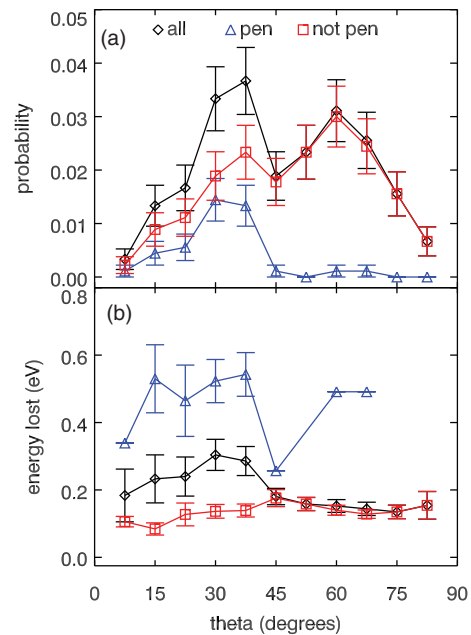 0.05
(a)
all
pen
not pen
0.04
0.03
0.02
0.01
0.00
probability
0.8
(b)
0.6
0.4
0.2
0.0
energy lost (eV)
0 15 30 45 60 75 90
theta (degrees)